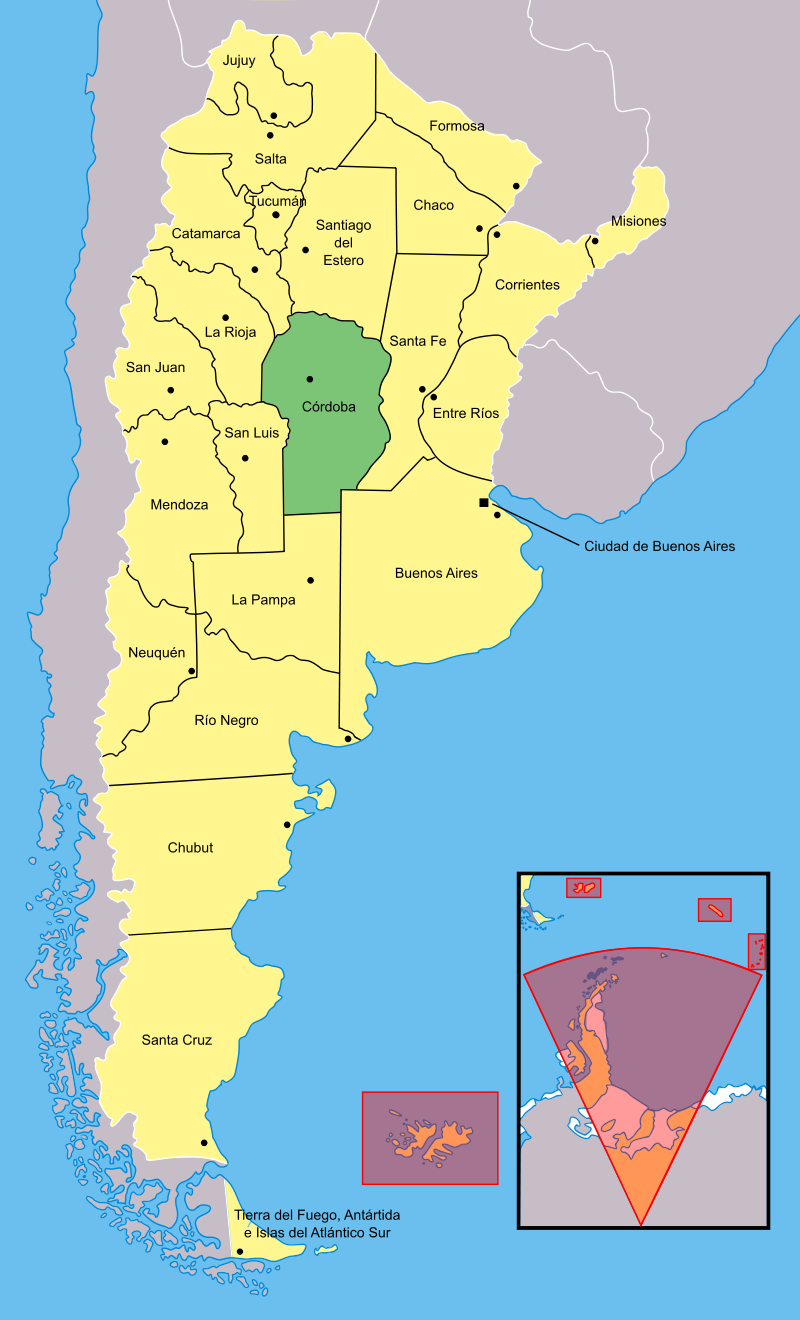 Jujuy
Formosa
Salta
Tucumán
Chaco
Misiones
Santiago
del
Estero
Catamarca
Corrientes
La Rioja
Santa Fe
San Juan
Córdoba
Entre Ríos
San Luis
Mendoza
Ciudad de Buenos Aires
Buenos Aires
La Pampa
Neuquén
Río Negro
Chubut
Santa Cruz
Tierra del Fuego, Antártida
e Islas del Atlántico Sur